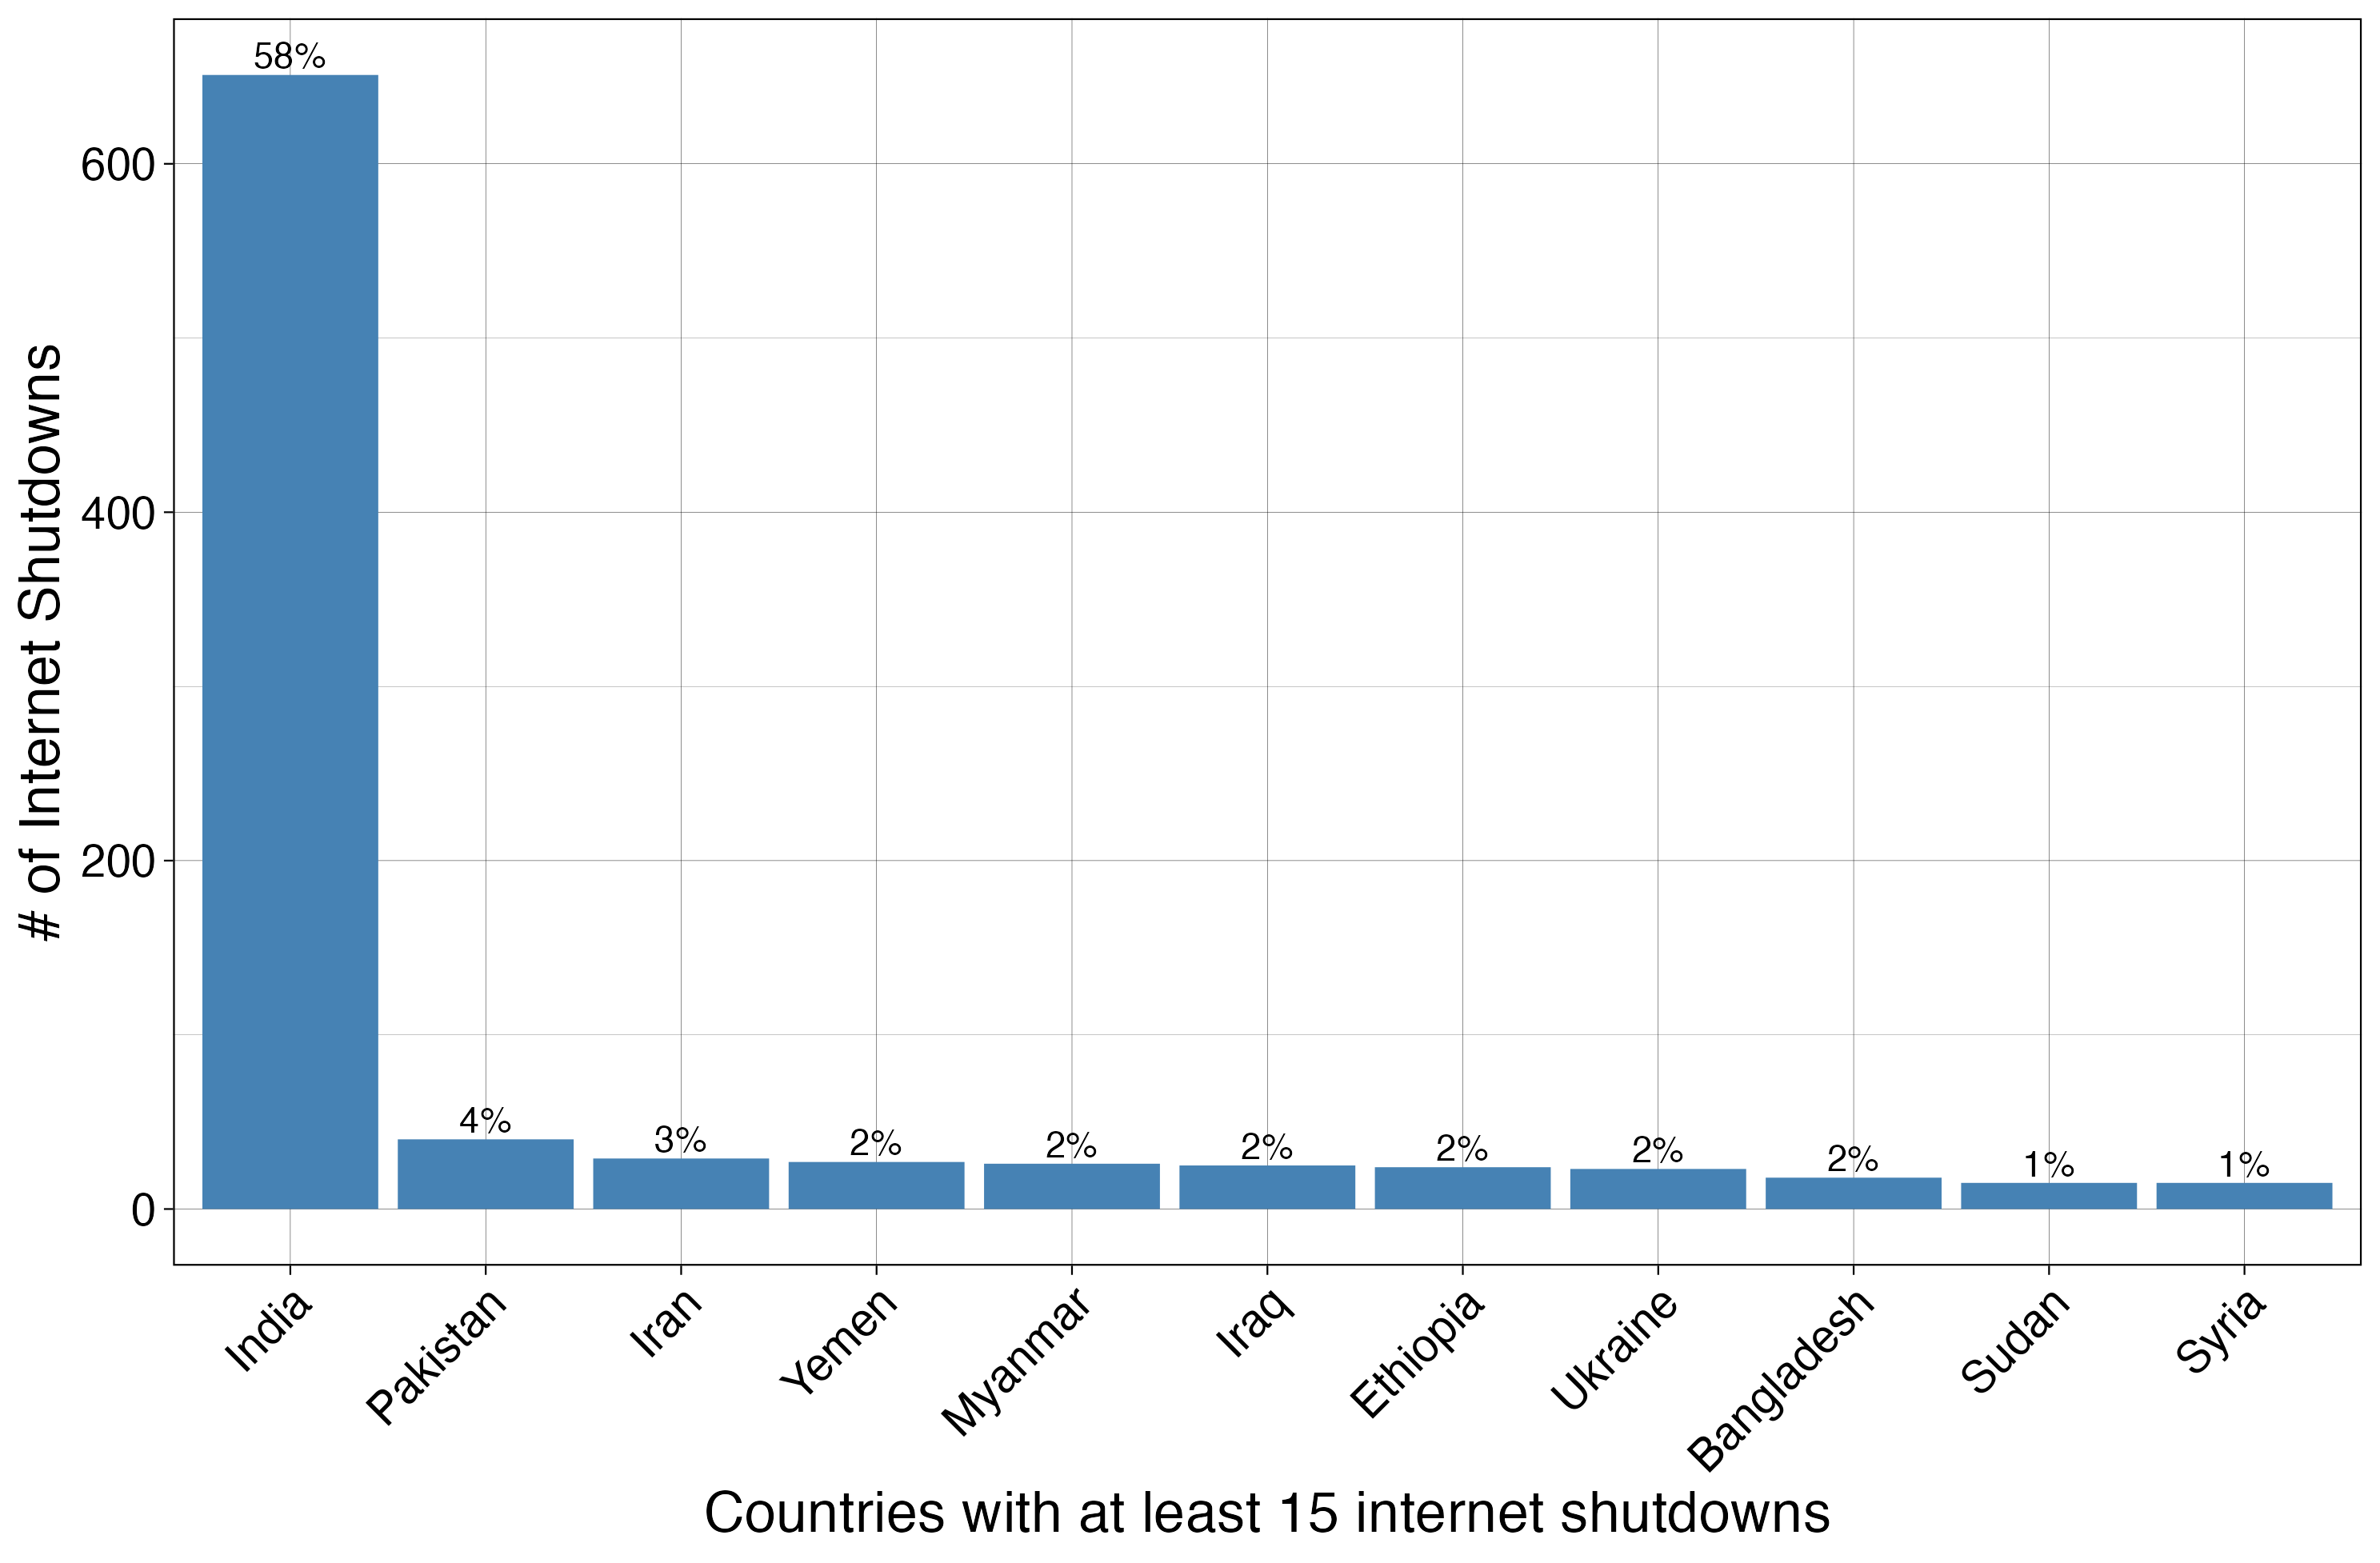 # of Internet Shutdowns
600
400
200
0
58%
4%
3%
2%
2%
2%
2%
2%
2%
1%
1%
India
Pakistan
Iran
Yemen
Myanmar
Iraq
Ethiopia
Ukraine
Bangladesh
Sudan
Syria
Countries with at least 15 internet shutdowns